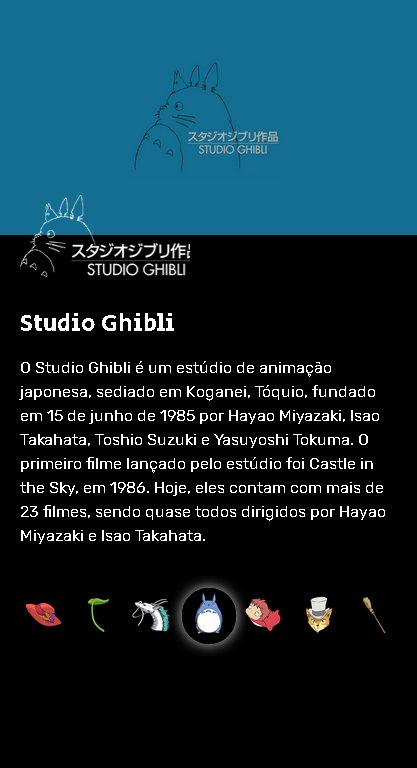 スタジオジブリ作品
STUDIO GHIBLI
スタジオジブリ作
STUDIO GHIBLI
Studio Ghibli
O Studio Ghibli é um estúdio de animação
japonesa, sediado em Koganei, Tóquio, fundado
em 15 de junho de 1985 por Hayao Miyazaki, Isao
Takahata, Toshio Suzuki e Yasuyoshi Tokuma. O
primeiro filme lançado pelo estúdio foi Castle in
the Sky, em 1986. Hoje, eles contam com mais de
23 filmes, sendo quase todos dirigidos por Hayao
Miyazaki e Isao Takahata.